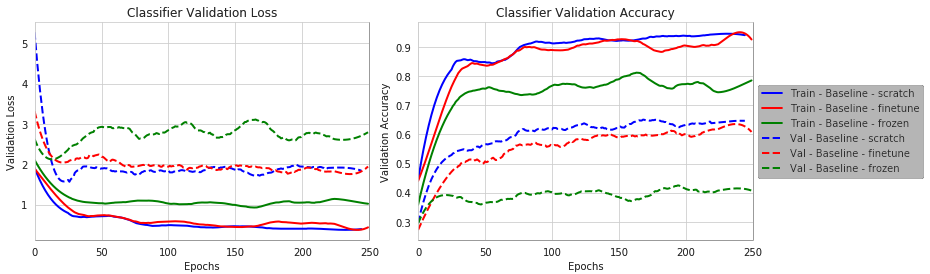 Classifier Validation Loss
Validation Loss
5
4
3
2
1
0
50
100
150
200
250
Epochs
Classifier Validation Accuracy
Validation Accuracy
0.9
0.8
0.7
0.6
0.5
0.4
0.3
0
50
100
150
200
250
Epochs
Train - Baseline - scratch
Train - Baseline - finetune
Train - Baseline - frozen
Val - Baseline - scratch
Val - Baseline - finetune
Val - Baseline - frozen